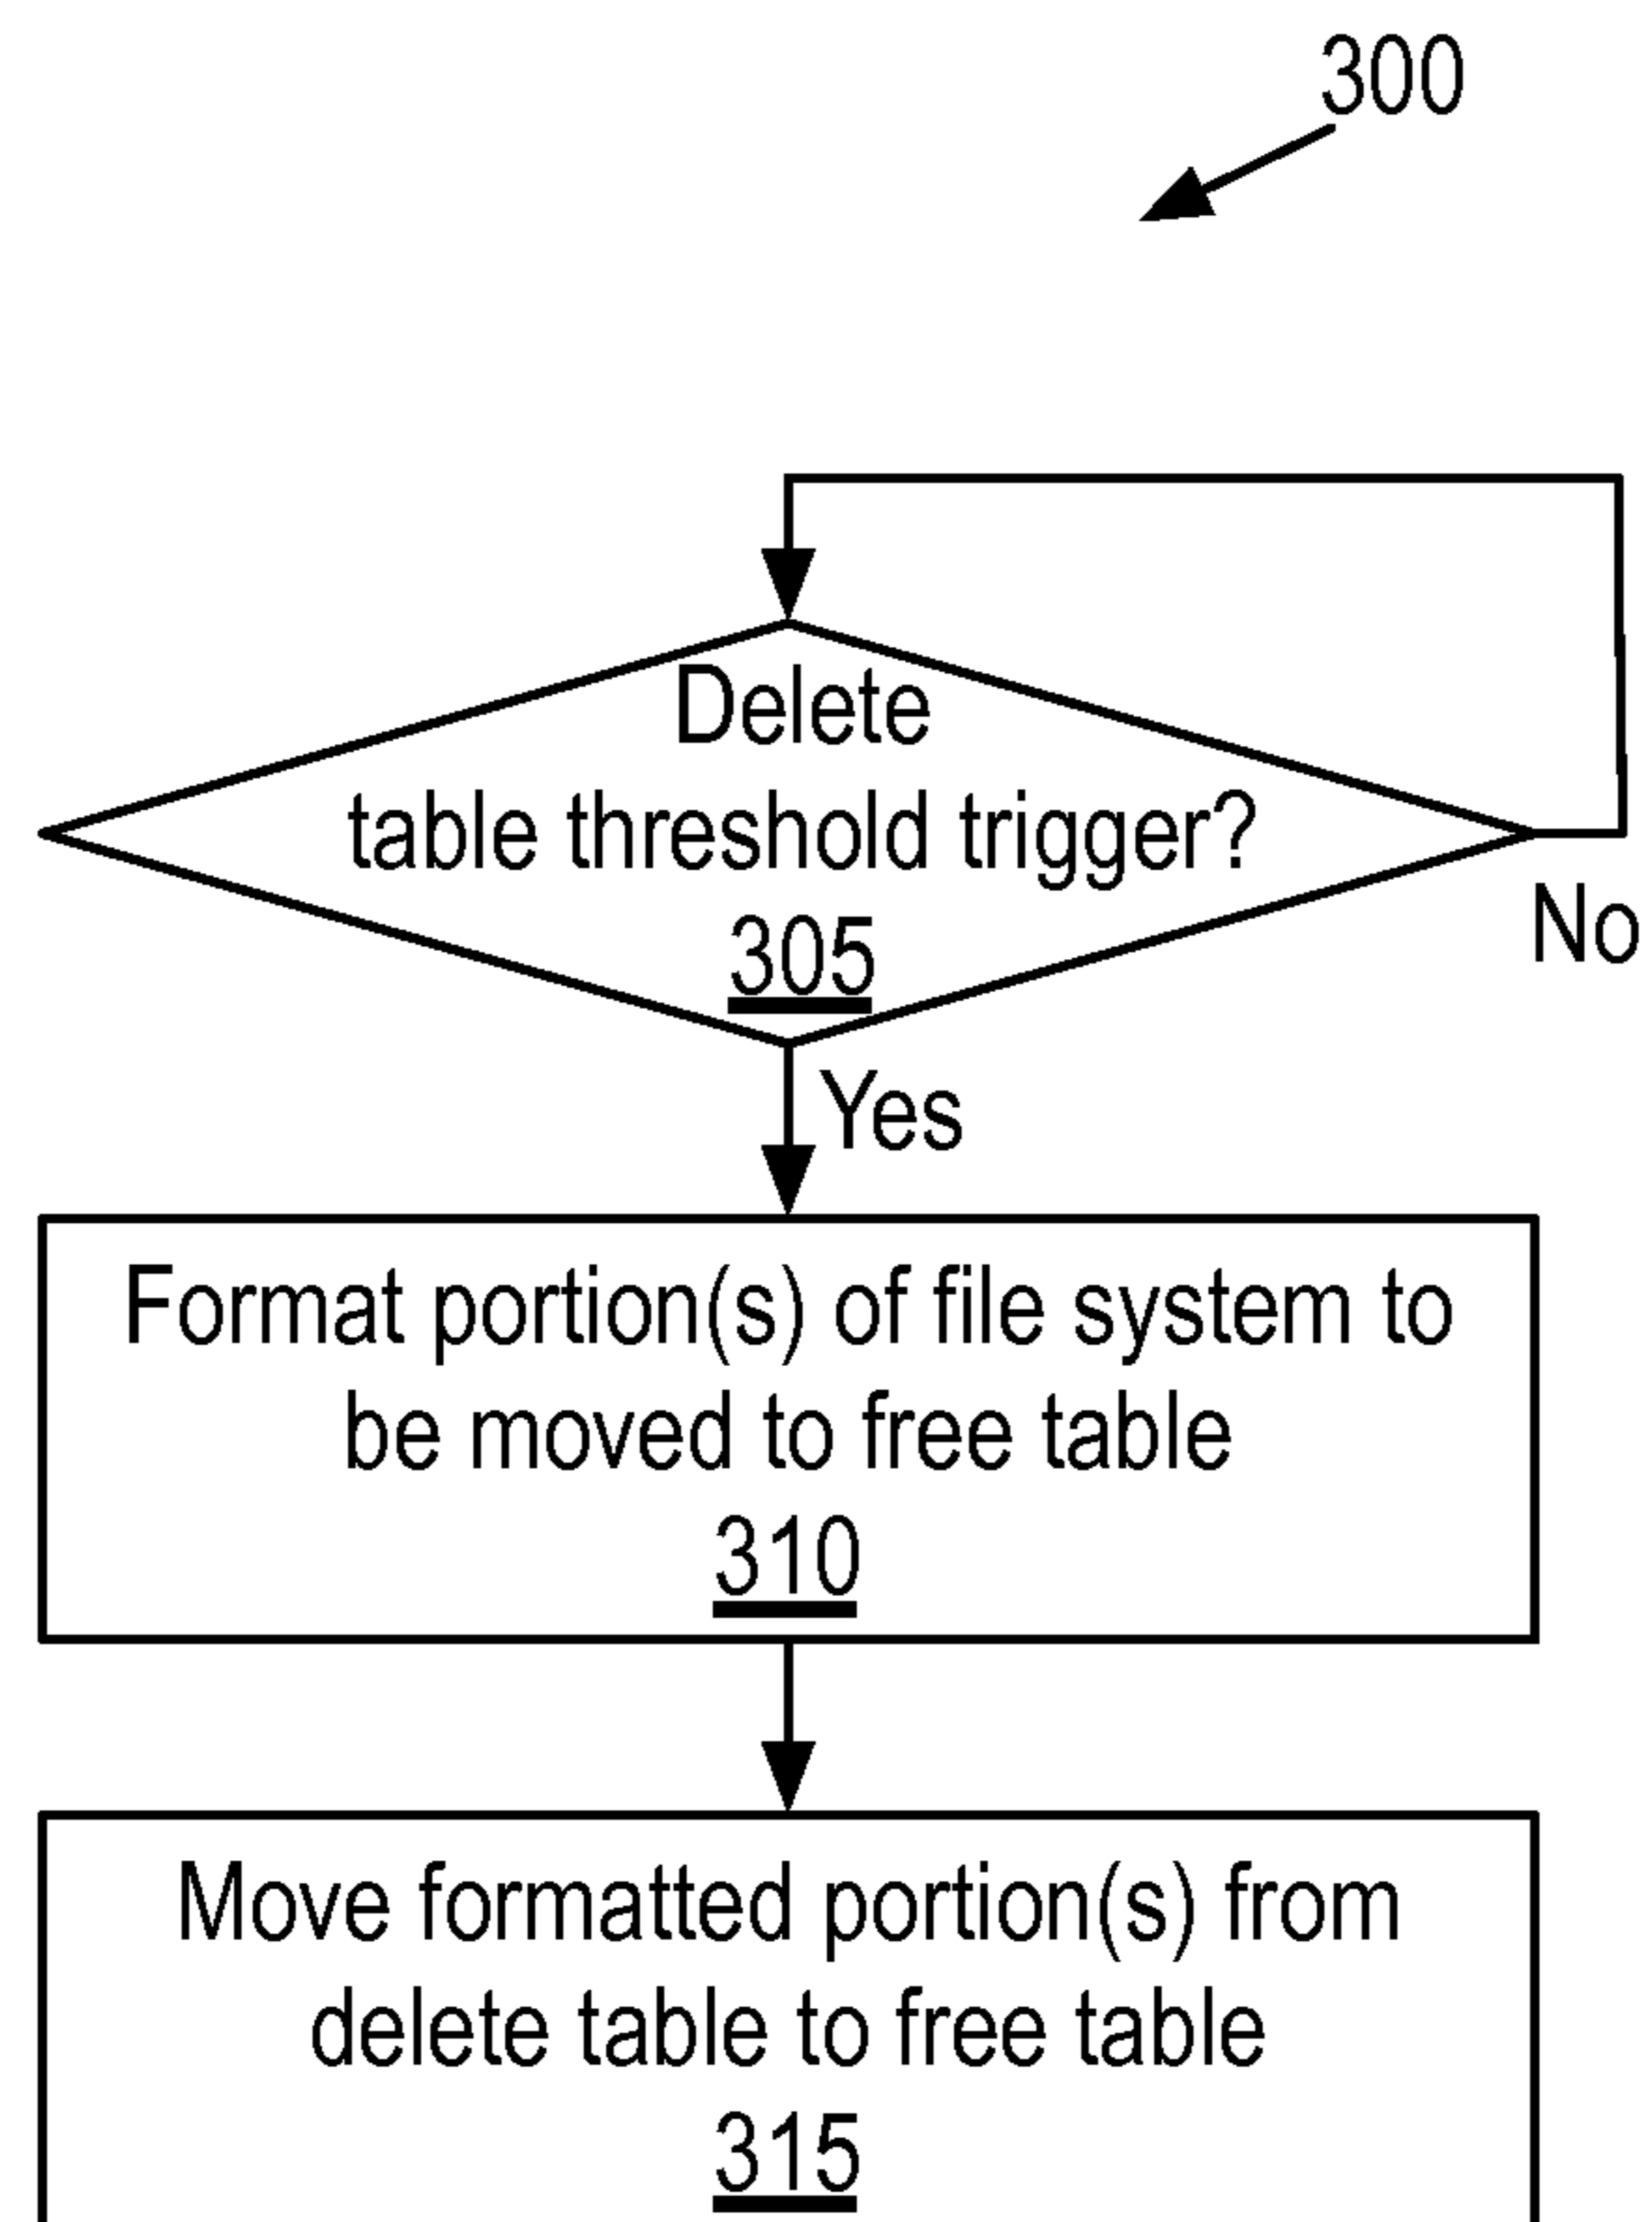 300
Delete
table threshold trigger?
305
No
Yes
Format portion(s) of file system to
be moved to free table
310
Move formatted portion(s) from
delete table to free table
315